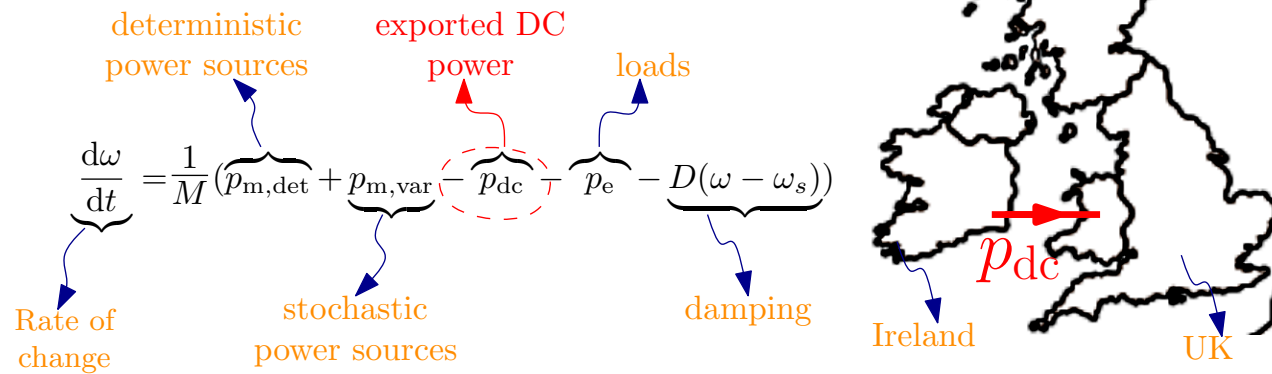 deterministic
power sources
exported DC
power
loads
dω/dt = 1/M (p_m,det + p_m,var − p_dc − p_e − D(ω − ω_s))
Rate of
change
stochastic
power sources
damping
p_dc
Ireland
UK